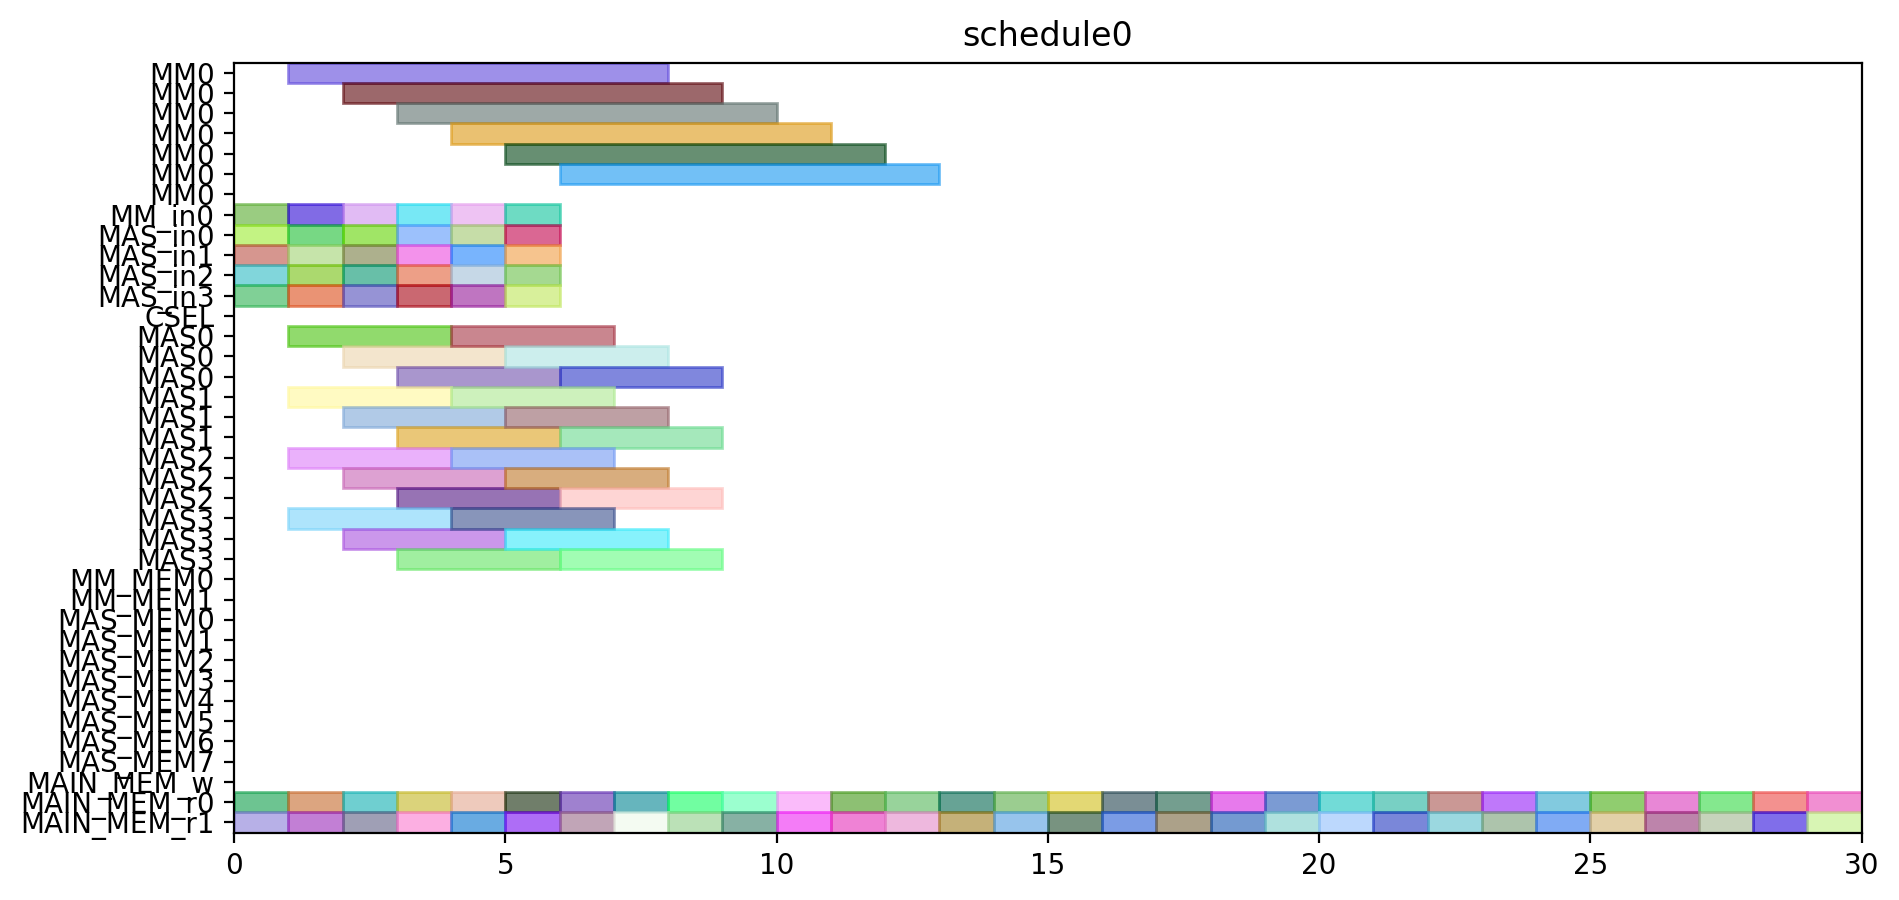 schedule0
MM0
MM0
MM0
MM0
MM0
MM0
MM0
MM_in0
MAS_in0
MAS_in1
MAS_in2
MAS_in3
CSEL
MAS0
MAS0
MAS0
MAS1
MAS1
MAS1
MAS2
MAS2
MAS2
MAS3
MAS3
MAS3
MM_MEM0
MM_MEM1
MAS_MEM0
MAS_MEM1
MAS_MEM2
MAS_MEM3
MAS_MEM4
MAS_MEM5
MAS_MEM6
MAS_MEM7
MAIN_MEM_w
MAIN_MEM_r0
MAIN_MEM_r1
0 5 10 15 20 25 30